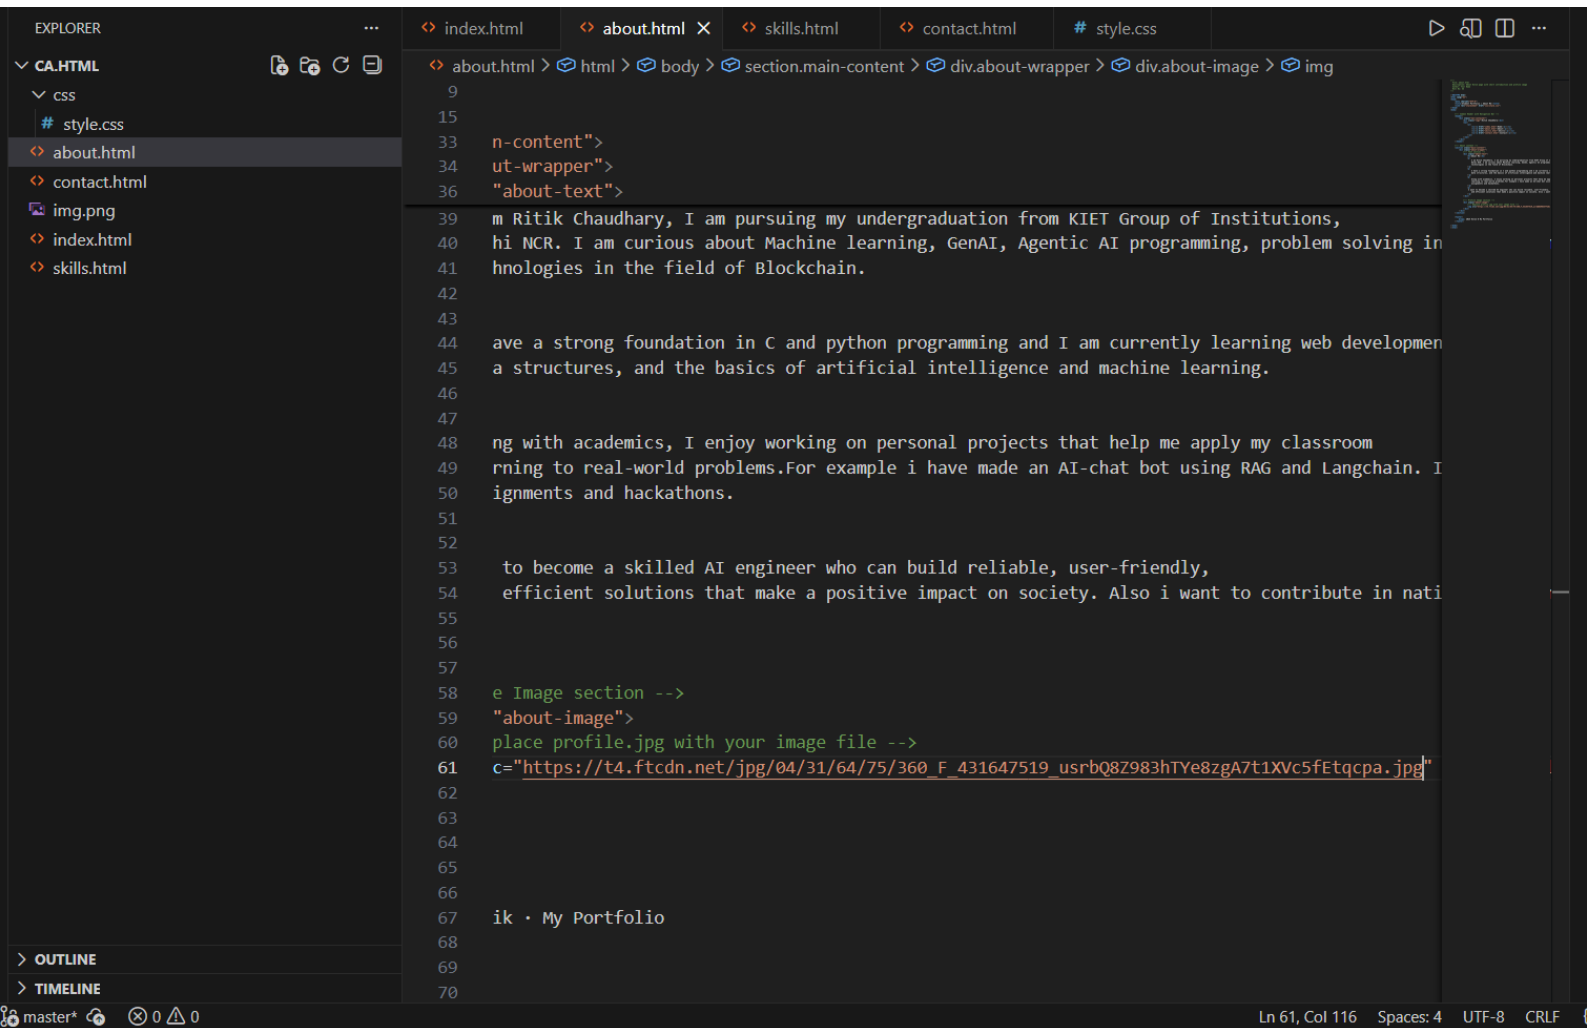 EXPLORER
CA.HTML
css
# style.css
about.html
contact.html
img.png
index.html
skills.html
OUTLINE
TIMELINE
index.html
about.html
skills.html
contact.html
# style.css
about.html > html > body > section.main-content > div.about-wrapper > div.about-image > img
9
15
33 n-content">
34 ut-wrapper">
36 "about-text">
39 m Ritik Chaudhary, I am pursuing my undergraduation from KIET Group of Institutions,
40 hi NCR. I am curious about Machine learning, GenAI, Agentic AI programming, problem solving in
41 hnologies in the field of Blockchain.
42
43
44 ave a strong foundation in C and python programming and I am currently learning web developmen
45 a structures, and the basics of artificial intelligence and machine learning.
46
47
48 ng with academics, I enjoy working on personal projects that help me apply my classroom
49 rning to real-world problems.For example i have made an AI-chat bot using RAG and Langchain. I
50 ignments and hackathons.
51
52
53 to become a skilled AI engineer who can build reliable, user-friendly,
54 efficient solutions that make a positive impact on society. Also i want to contribute in nati
55
56
57
58 e Image section -->
59 "about-image">
60 place profile.jpg with your image file -->
61 c="https://t4.ftcdn.net/jpg/04/31/64/75/360_F_431647519_usrbQ8Z983hTYe8zgA7t1XVc5fEtqcpa.jpg"
62
63
64
65
66
67 ik · My Portfolio
68
69
70
master* 0 0 Ln 61, Col 116 Spaces: 4 UTF-8 CRLF